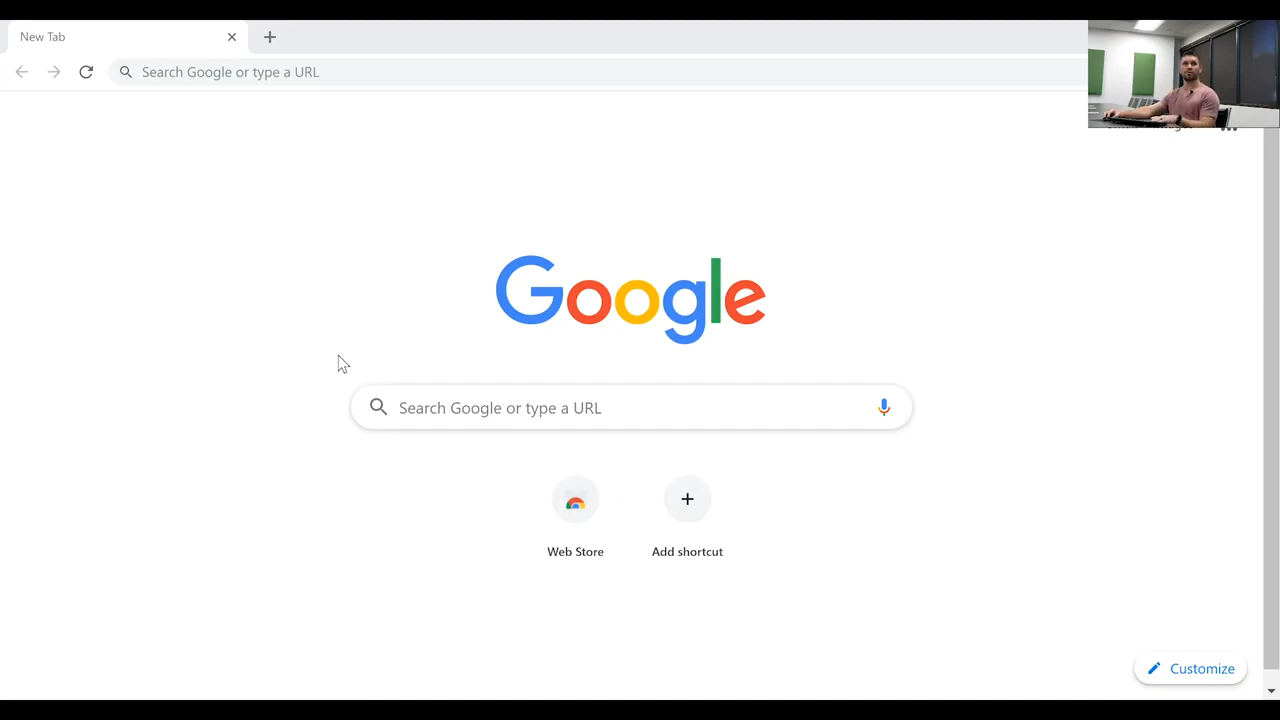 New Tab
Search Google or type a URL
Google
Search Google or type a URL
Web Store
Add shortcut
Customize